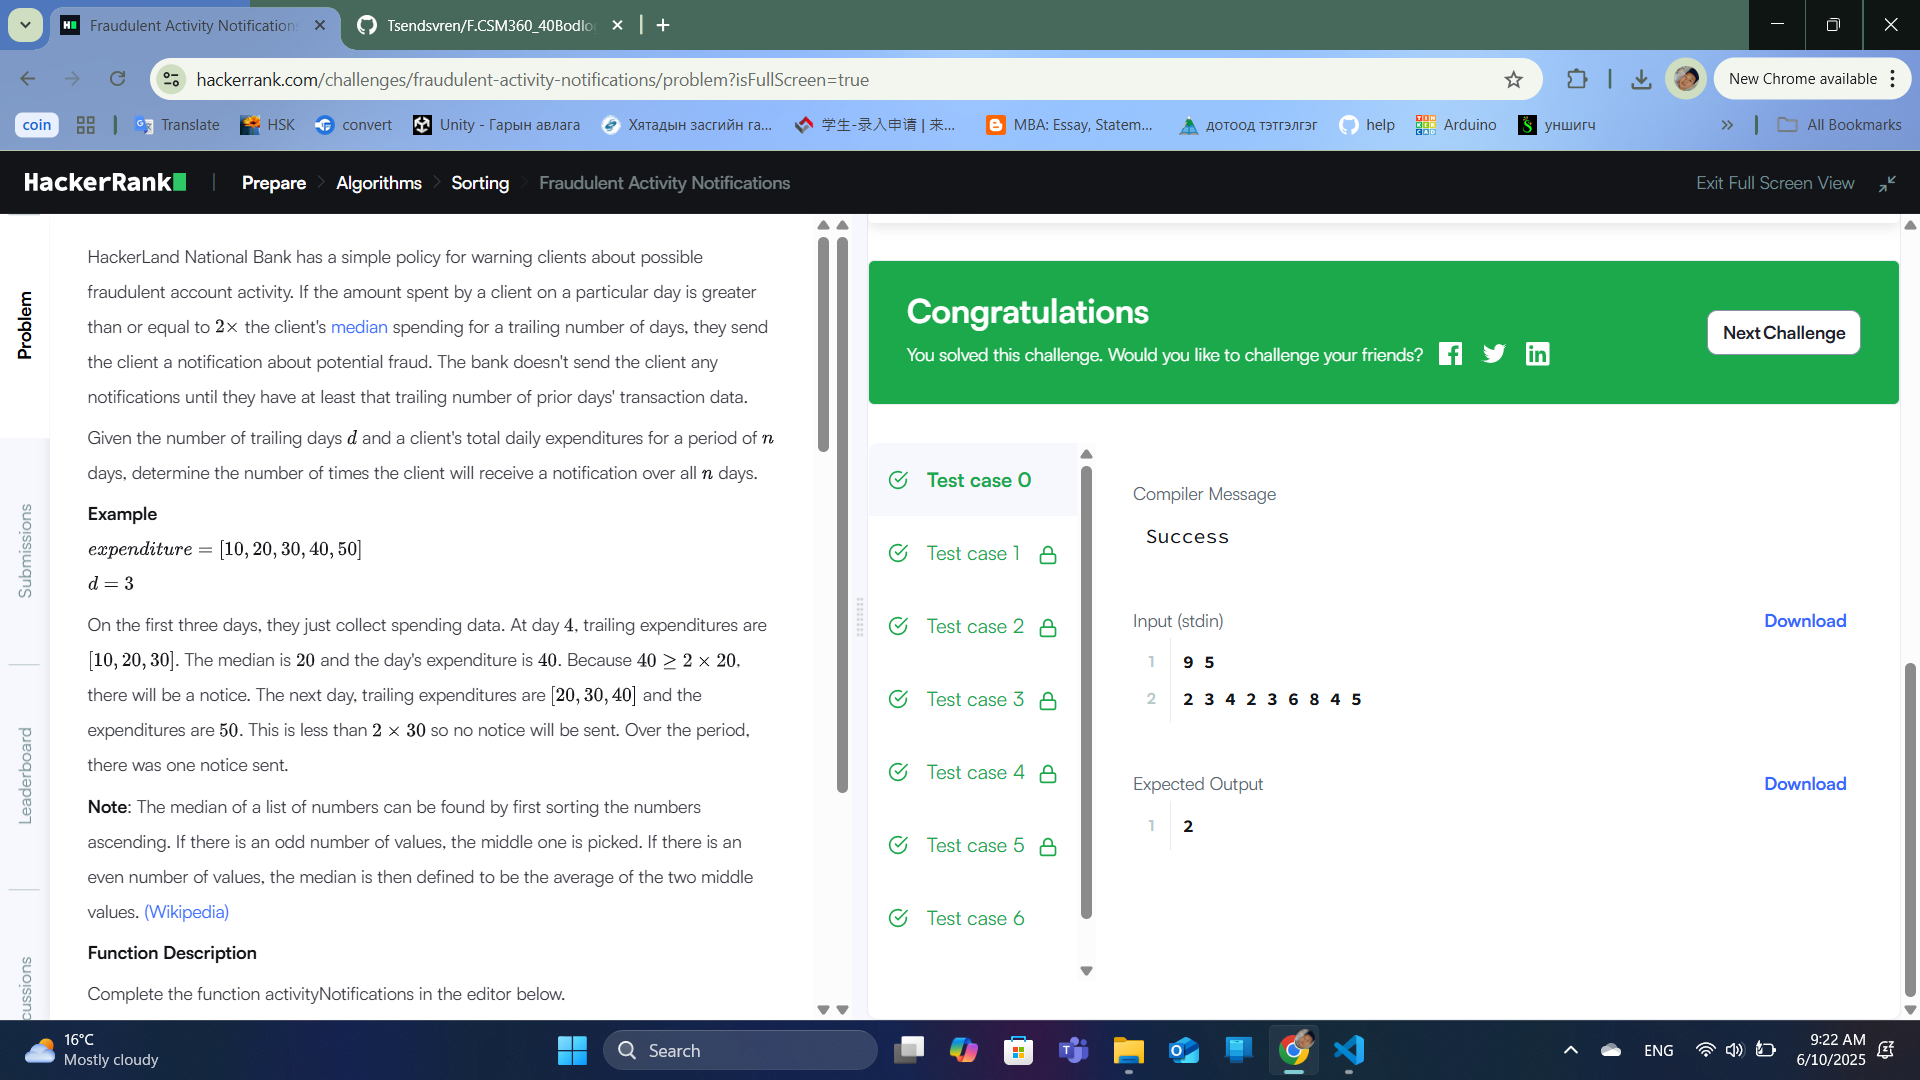 Fraudulent Activity Notification
Tsendsvren/F.CSM360_40Bodlo
hackerrank.com/challenges/fraudulent-activity-notifications/problem?isFullScreen=true
New Chrome available
coin
Translate
HSK
convert
Unity - Гарын авлага
Хятадын засгийн га...
学生-录入申请 | 来...
MBA: Essay, Statem...
дотоод тэтгэлгэг
help
Arduino
уншигч
All Bookmarks
HackerRank
Prepare
Algorithms
Sorting
Fraudulent Activity Notifications
Exit Full Screen View
Problem
Submissions
Leaderboard
cussions
HackerLand National Bank has a simple policy for warning clients about possible
fraudulent account activity. If the amount spent by a client on a particular day is greater
than or equal to 2× the client's median spending for a trailing number of days, they send
the client a notification about potential fraud. The bank doesn't send the client any
notifications until they have at least that trailing number of prior days' transaction data.
Given the number of trailing days d and a client's total daily expenditures for a period of n
days, determine the number of times the client will receive a notification over all n days.
Example
expenditure = [10, 20, 30, 40, 50]
d = 3
On the first three days, they just collect spending data. At day 4, trailing expenditures are
[10, 20, 30]. The median is 20 and the day's expenditure is 40. Because 40 ≥ 2 × 20,
there will be a notice. The next day, trailing expenditures are [20, 30, 40] and the
expenditures are 50. This is less than 2 × 30 so no notice will be sent. Over the period,
there was one notice sent.
Note: The median of a list of numbers can be found by first sorting the numbers
ascending. If there is an odd number of values, the middle one is picked. If there is an
even number of values, the median is then defined to be the average of the two middle
values. (Wikipedia)
Function Description
Complete the function activityNotifications in the editor below.
Congratulations
You solved this challenge. Would you like to challenge your friends?
Next Challenge
Test case 0
Test case 1
Test case 2
Test case 3
Test case 4
Test case 5
Test case 6
Compiler Message
Success
Input (stdin)
Download
1 9 5
2 2 3 4 2 3 6 8 4 5
Expected Output
Download
1 2
16°C
Mostly cloudy
Search
ENG
9:22 AM
6/10/2025